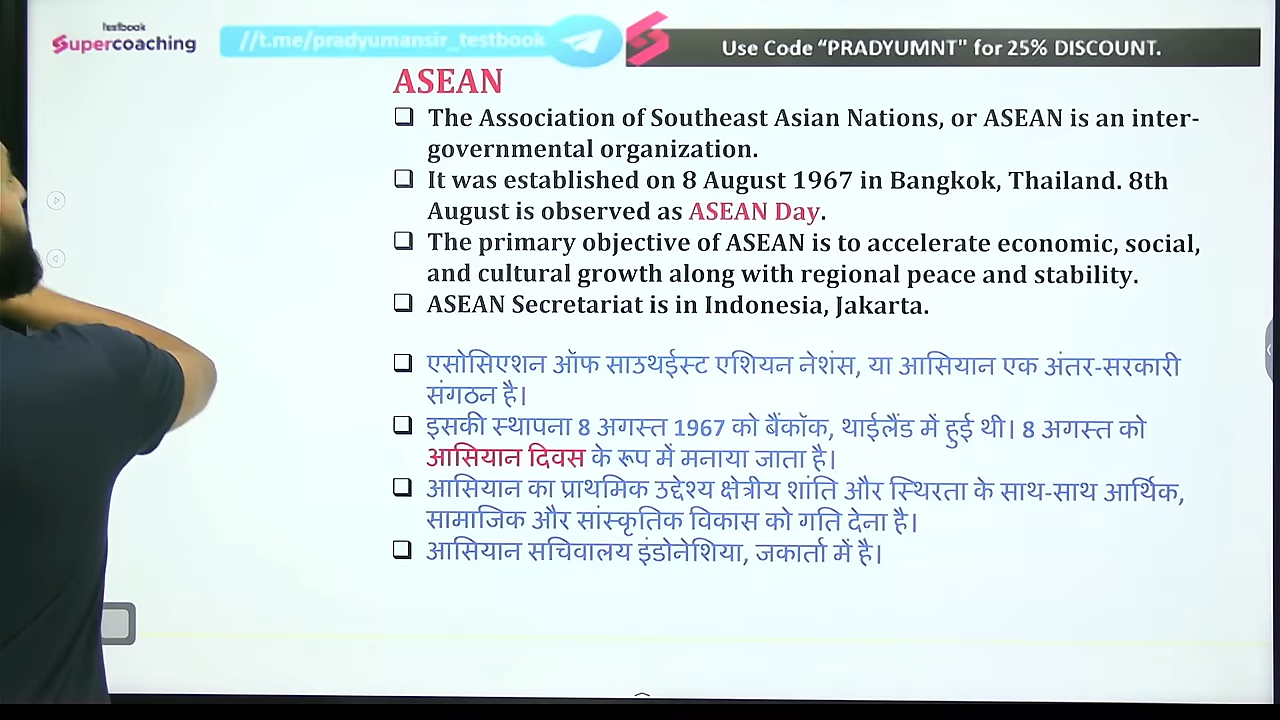 testbook
Supercoaching
//t.me/pradyumansir_testbook
Use Code “PRADYUMNT" for 25% DISCOUNT.
ASEAN
The Association of Southeast Asian Nations, or ASEAN is an inter-
governmental organization.
It was established on 8 August 1967 in Bangkok, Thailand. 8th
August is observed as ASEAN Day.
The primary objective of ASEAN is to accelerate economic, social,
and cultural growth along with regional peace and stability.
ASEAN Secretariat is in Indonesia, Jakarta.
एसोसिएशन ऑफ साउथईस्ट एशियन नेशंस, या आसियान एक अंतर-सरकारी
संगठन है।
इसकी स्थापना 8 अगस्त 1967 को बैंकॉक, थाईलैंड में हुई थी। 8 अगस्त को
आसियान दिवस के रूप में मनाया जाता है।
आसियान का प्राथमिक उद्देश्य क्षेत्रीय शांति और स्थिरता के साथ-साथ आर्थिक,
सामाजिक और सांस्कृतिक विकास को गति देना है।
आसियान सचिवालय इंडोनेशिया, जकार्ता में है।